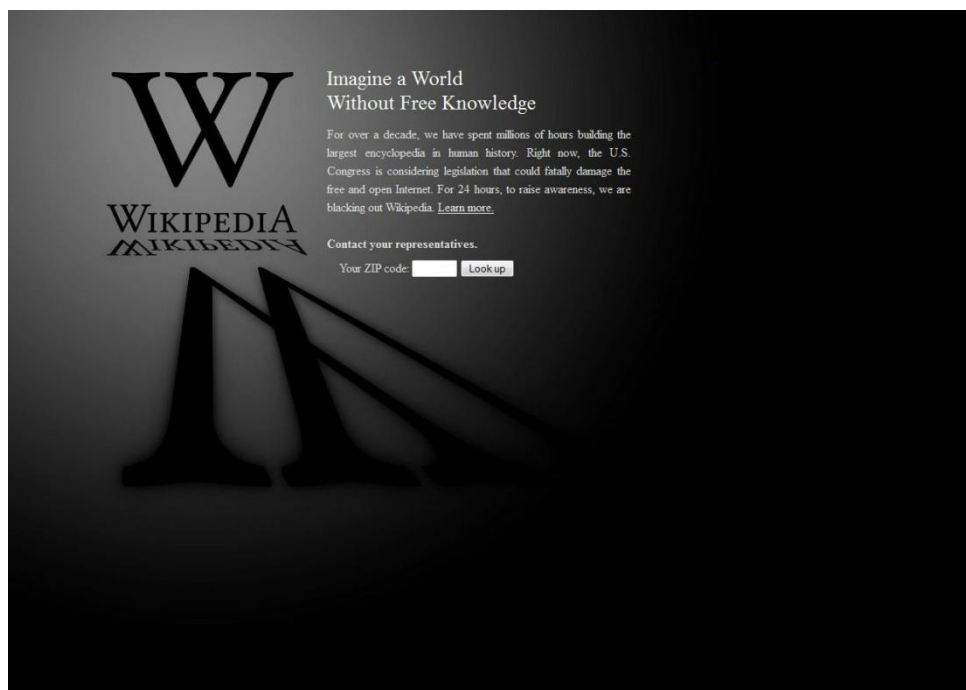 W
WIKIPEDIA
Imagine a World
Without Free Knowledge
For over a decade, we have spent millions of hours building the
largest encyclopedia in human history. Right now, the U.S.
Congress is considering legislation that could fatally damage the
free and open Internet. For 24 hours, to raise awareness, we are
blacking out Wikipedia. Learn more.
Contact your representatives.
Your ZIP code: Look up